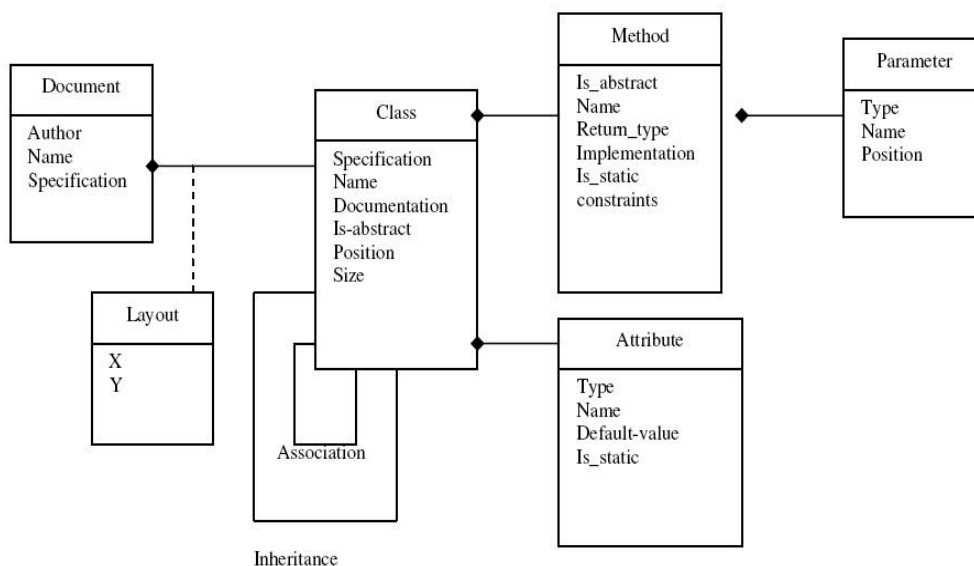 Document
Author
Name
Specification
Class
Specification
Name
Documentation
Is-abstract
Position
Size
Method
Is_abstract
Name
Return_type
Implementation
Is_static
constraints
Parameter
Type
Name
Position
Layout
X
Y
Attribute
Type
Name
Default-value
Is_static
Association
Inheritance